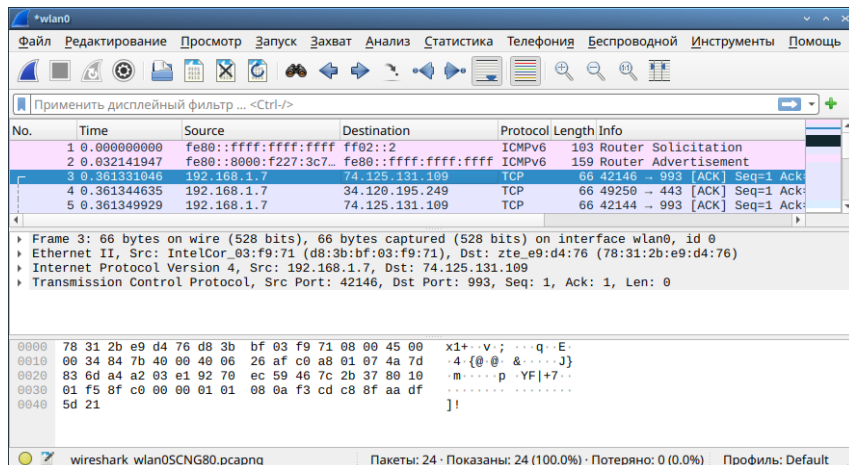 *wlan0
Файл Редактирование Просмотр Запуск Захват Анализ Статистика Телефония Беспроводной Инструменты Помощь
Применить дисплейный фильтр ... <Ctrl-/>
No. Time Source Destination Protocol Length Info
1 0.000000000 fe80::ffff:ffff:ffff ff02::2 ICMPv6 103 Router Solicitation
2 0.032141947 fe80::8000:f227:3c7… fe80::ffff:ffff:ffff ICMPv6 159 Router Advertisement
3 0.361331046 192.168.1.7 74.125.131.109 TCP 66 42146 → 993 [ACK] Seq=1 Ack=
4 0.361344635 192.168.1.7 34.120.195.249 TCP 66 49250 → 443 [ACK] Seq=1 Ack=
5 0.361349929 192.168.1.7 74.125.131.109 TCP 66 42144 → 993 [ACK] Seq=1 Ack=
Frame 3: 66 bytes on wire (528 bits), 66 bytes captured (528 bits) on interface wlan0, id 0
Ethernet II, Src: IntelCor_03:f9:71 (d8:3b:bf:03:f9:71), Dst: zte_e9:d4:76 (78:31:2b:e9:d4:76)
Internet Protocol Version 4, Src: 192.168.1.7, Dst: 74.125.131.109
Transmission Control Protocol, Src Port: 42146, Dst Port: 993, Seq: 1, Ack: 1, Len: 0
0000 78 31 2b e9 d4 76 d8 3b bf 03 f9 71 08 00 45 00 x1+··v·; ···q··E·
0010 00 34 84 7b 40 00 40 06 26 af c0 a8 01 07 4a 7d ·4·{@·@· &·····J}
0020 83 6d a4 a2 03 e1 92 70 ec 59 46 7c 2b 37 80 10 ·m·····p ·YF|+7··
0030 01 f5 8f c0 00 00 01 01 08 0a f3 cd c8 8f aa df ········ ········
0040 5d 21 ]!
wireshark_wlan0SCNG80.pcapng Пакеты: 24 · Показаны: 24 (100.0%) · Потеряно: 0 (0.0%) Профиль: Default